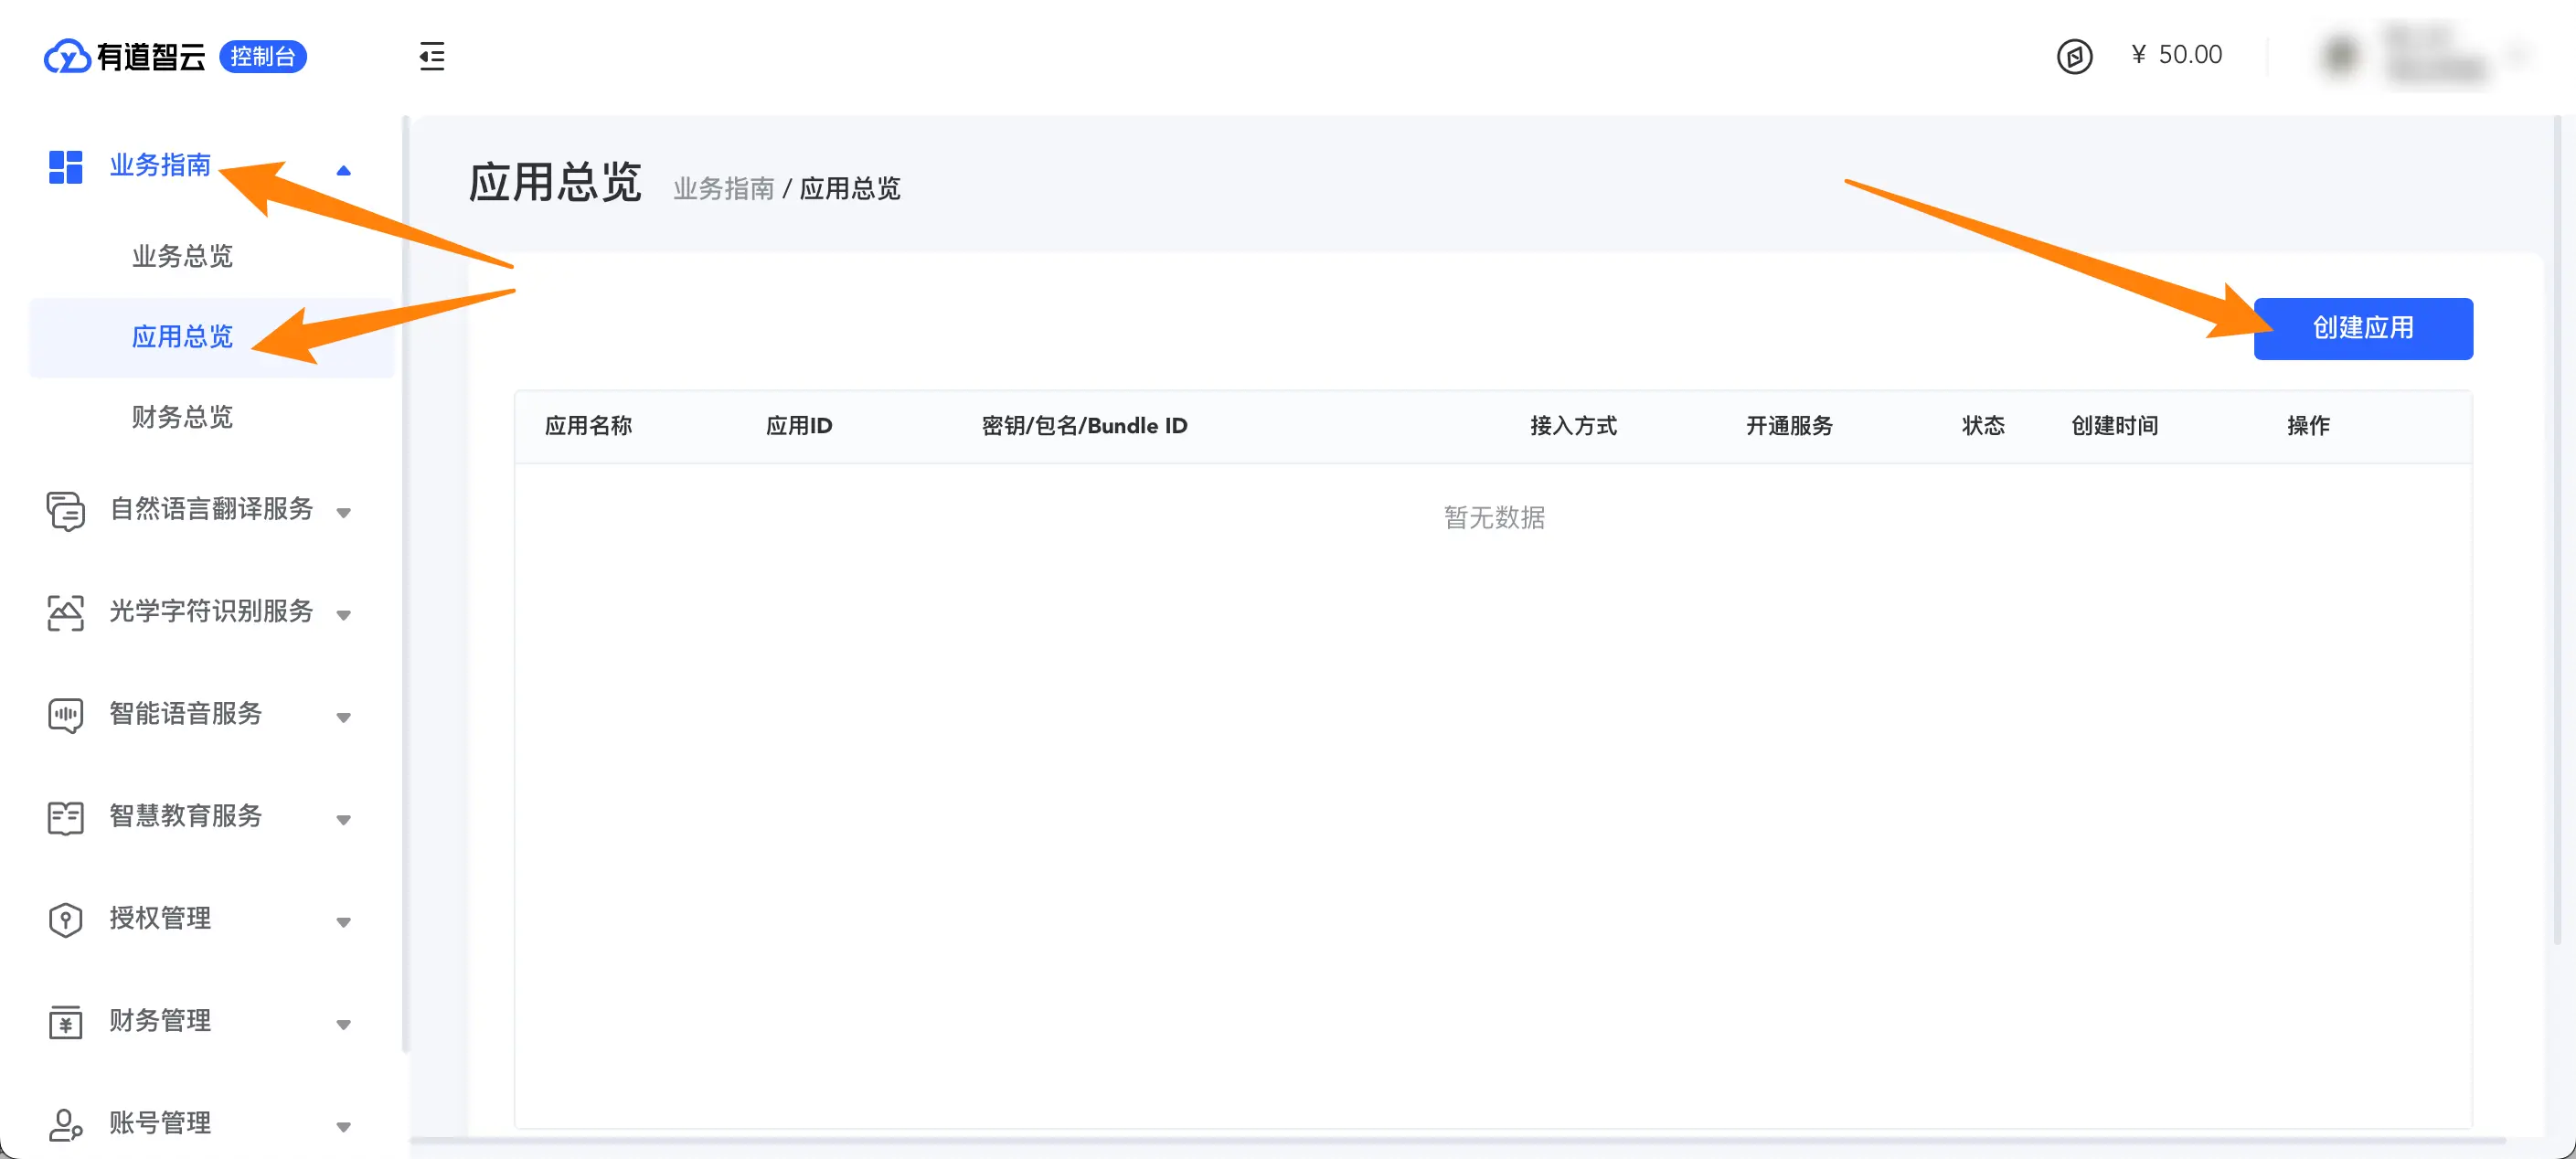 有道智云 控制台
¥ 50.00
业务指南
业务总览
应用总览
财务总览
自然语言翻译服务
光学字符识别服务
智能语音服务
智慧教育服务
授权管理
财务管理
账号管理
应用总览 业务指南 / 应用总览
创建应用
应用名称 应用ID 密钥/包名/Bundle ID 接入方式 开通服务 状态 创建时间 操作
暂无数据